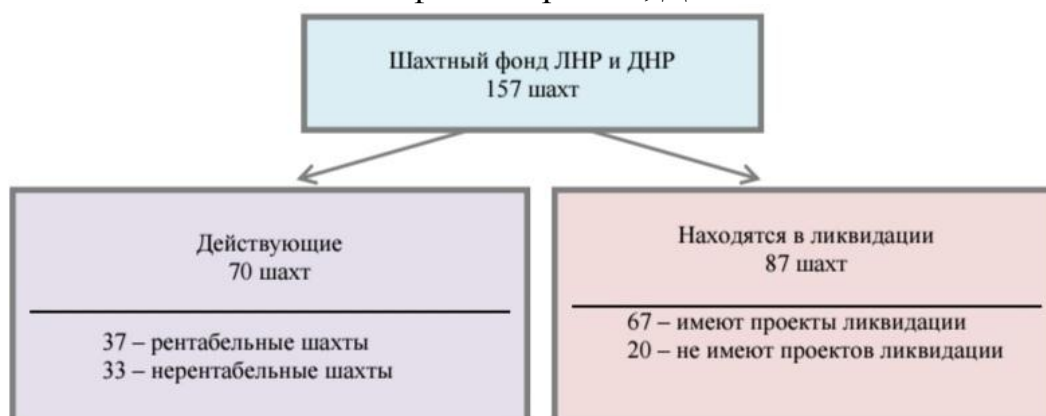 Шахтный фонд ЛНР и ДНР
157 шахт
Действующие
70 шахт
37 – рентабельные шахты
33 – нерентабельные шахты
Находятся в ликвидации
87 шахт
67 – имеют проекты ликвидации
20 – не имеют проектов ликвидации